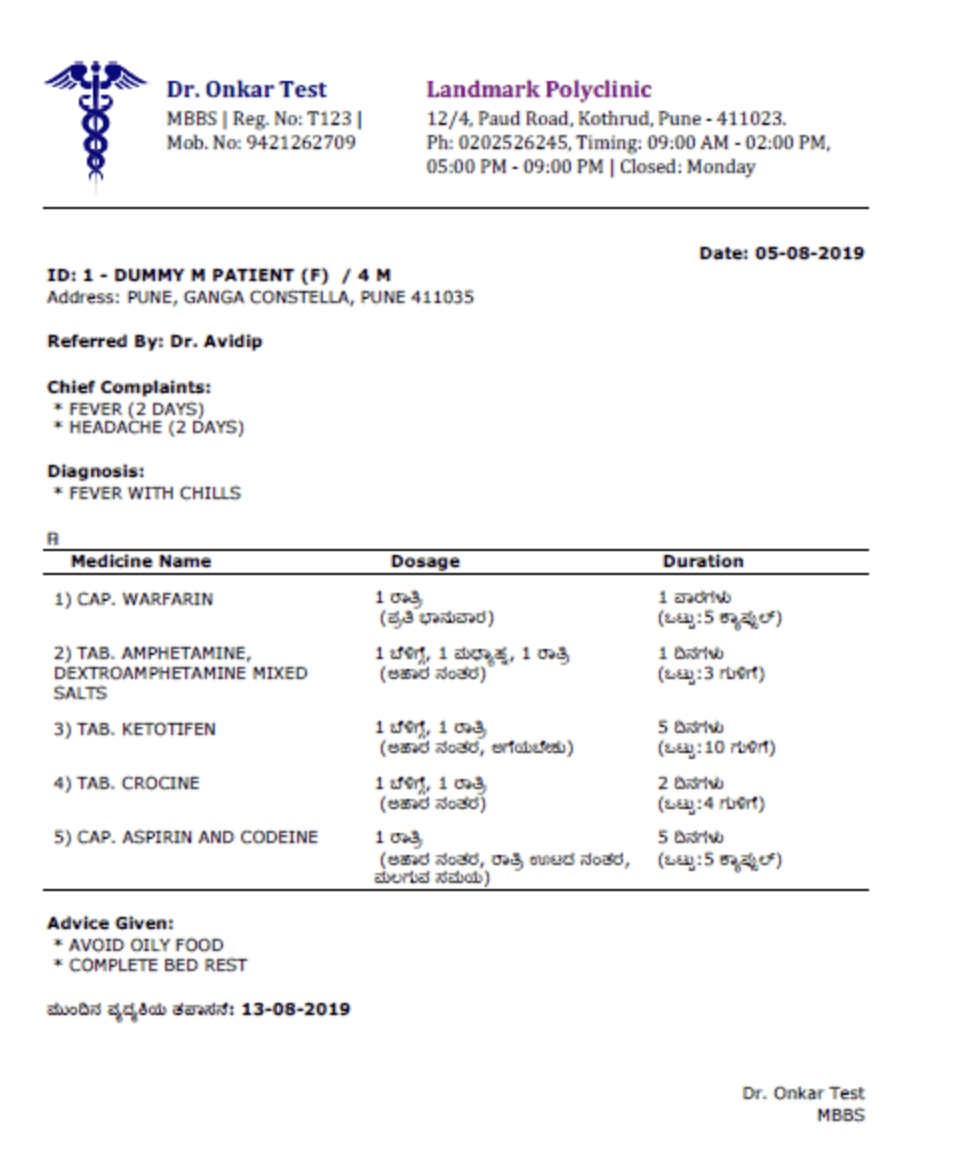 Dr. Onkar Test
MBBS | Reg. No: T123 |
Mob. No: 9421262709
Landmark Polyclinic
12/4, Paud Road, Kothrud, Pune - 411023.
Ph: 0202526245, Timing: 09:00 AM - 02:00 PM,
05:00 PM - 09:00 PM | Closed: Monday
Date: 05-08-2019
ID: 1 - DUMMY M PATIENT (F) / 4 M
Address: PUNE, GANGA CONSTELLA, PUNE 411035
Referred By: Dr. Avidip
Chief Complaints:
* FEVER (2 DAYS)
* HEADACHE (2 DAYS)
Diagnosis:
* FEVER WITH CHILLS
℞
Medicine Name Dosage Duration
1) CAP. WARFARIN 1 ರಾತ್ರಿ 1 ವಾರಗಳು
(ಪ್ರತಿ ಭಾನುವಾರ) (ಒಟ್ಟು:5 ಕ್ಯಾಪ್ಸುಲ್)
2) TAB. AMPHETAMINE, 1 ಬೆಳಿಗ್ಗೆ, 1 ಮಧ್ಯಾಹ್ನ, 1 ರಾತ್ರಿ 1 ದಿನಗಳು
DEXTROAMPHETAMINE MIXED (ಆಹಾರ ನಂತರ) (ಒಟ್ಟು:3 ಗುಳಿಗೆ)
SALTS
3) TAB. KETOTIFEN 1 ಬೆಳಿಗ್ಗೆ, 1 ರಾತ್ರಿ 5 ದಿನಗಳು
(ಆಹಾರ ನಂತರ, ಅಗೆಯಬೇಕು) (ಒಟ್ಟು:10 ಗುಳಿಗೆ)
4) TAB. CROCINE 1 ಬೆಳಿಗ್ಗೆ, 1 ರಾತ್ರಿ 2 ದಿನಗಳು
(ಆಹಾರ ನಂತರ) (ಒಟ್ಟು:4 ಗುಳಿಗೆ)
5) CAP. ASPIRIN AND CODEINE 1 ರಾತ್ರಿ 5 ದಿನಗಳು
(ಆಹಾರ ನಂತರ, ರಾತ್ರಿ ಊಟದ ನಂತರ, (ಒಟ್ಟು:5 ಕ್ಯಾಪ್ಸುಲ್)
ಮಲಗುವ ಸಮಯ)
Advice Given:
* AVOID OILY FOOD
* COMPLETE BED REST
ಮುಂದಿನ ತಪಾಸನೆ: 13-08-2019
Dr. Onkar Test
MBBS